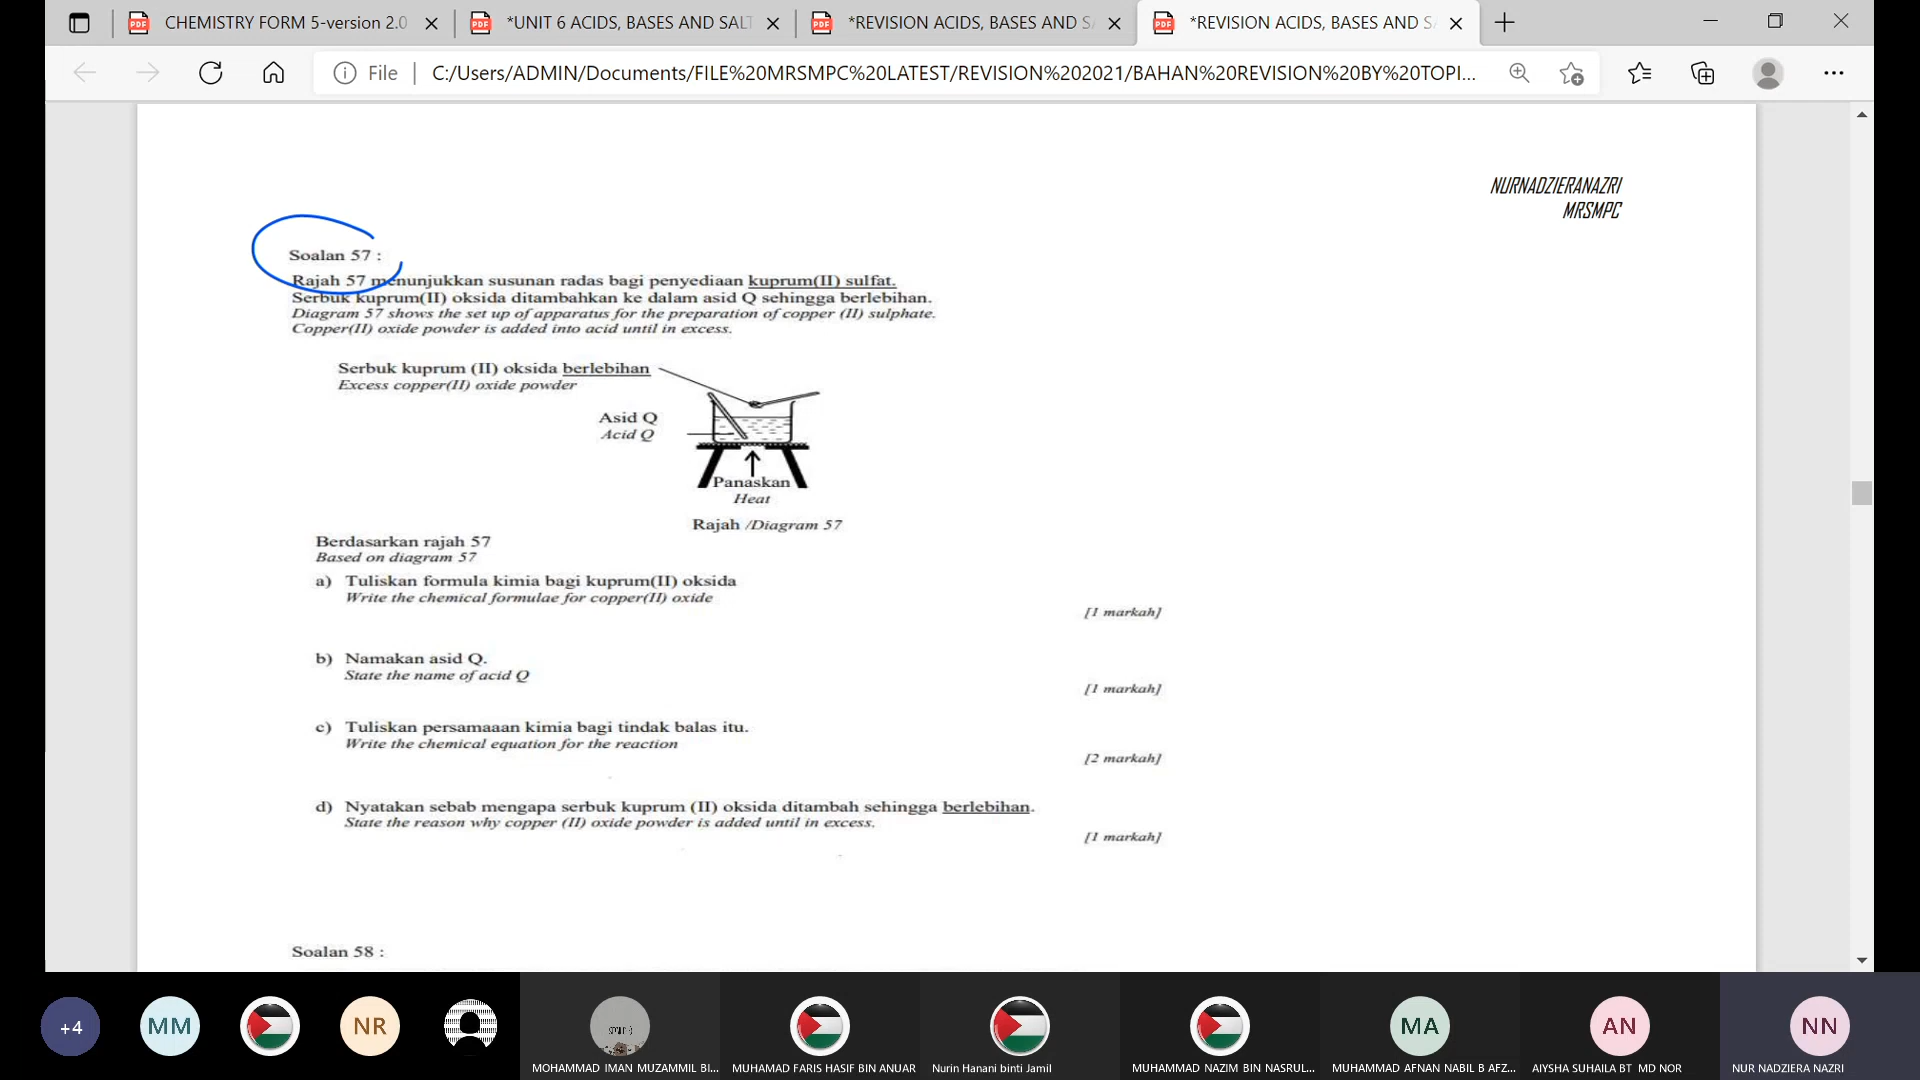 CHEMISTRY FORM 5-version 2.0
*UNIT 6 ACIDS, BASES AND SALT
*REVISION ACIDS, BASES AND SA
*REVISION ACIDS, BASES AND SA
File
C:/Users/ADMIN/Documents/FILE%20MRSMPC%20LATEST/REVISION%202021/BAHAN%20REVISION%20BY%20TOPI...
NURNADZIERANAZRI
MRSMPC
Soalan 57 :
Rajah 57 menunjukkan susunan radas bagi penyediaan kuprum(II) sulfat.
Serbuk kuprum(II) oksida ditambahkan ke dalam asid Q sehingga berlebihan.
Diagram 57 shows the set up of apparatus for the preparation of copper (II) sulphate.
Copper(II) oxide powder is added into acid until in excess.
Serbuk kuprum (II) oksida berlebihan
Excess copper(II) oxide powder
Asid Q
Acid Q
Panaskan
Heat
Rajah /Diagram 57
Berdasarkan rajah 57
Based on diagram 57
a) Tuliskan formula kimia bagi kuprum(II) oksida
Write the chemical formulae for copper(II) oxide
[1 markah]
b) Namakan asid Q.
State the name of acid Q
[1 markah]
c) Tuliskan persamaaan kimia bagi tindak balas itu.
Write the chemical equation for the reaction
[2 markah]
d) Nyatakan sebab mengapa serbuk kuprum (II) oksida ditambah sehingga berlebihan.
State the reason why copper (II) oxide powder is added until in excess.
[1 markah]
Soalan 58 :
+4
MM
NR
MA
AN
NN
MOHAMMAD IMAN MUZAMMIL BI...
MUHAMAD FARIS HASIF BIN ANUAR
Nurin Hanani binti Jamil
MUHAMMAD NAZIM BIN NASRUL...
MUHAMMAD AFNAN NABIL B AFZ...
AIYSHA SUHAILA BT MD NOR
NUR NADZIERA NAZRI